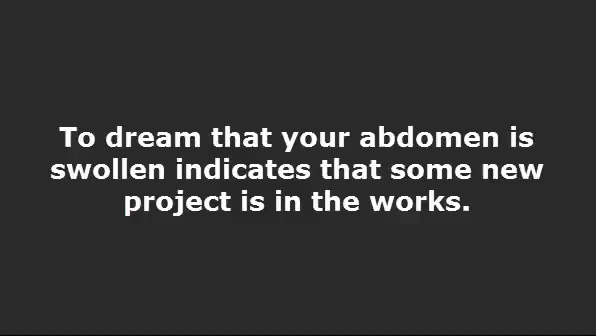 To dream that your abdomen is
swollen indicates that some new
project is in the works.